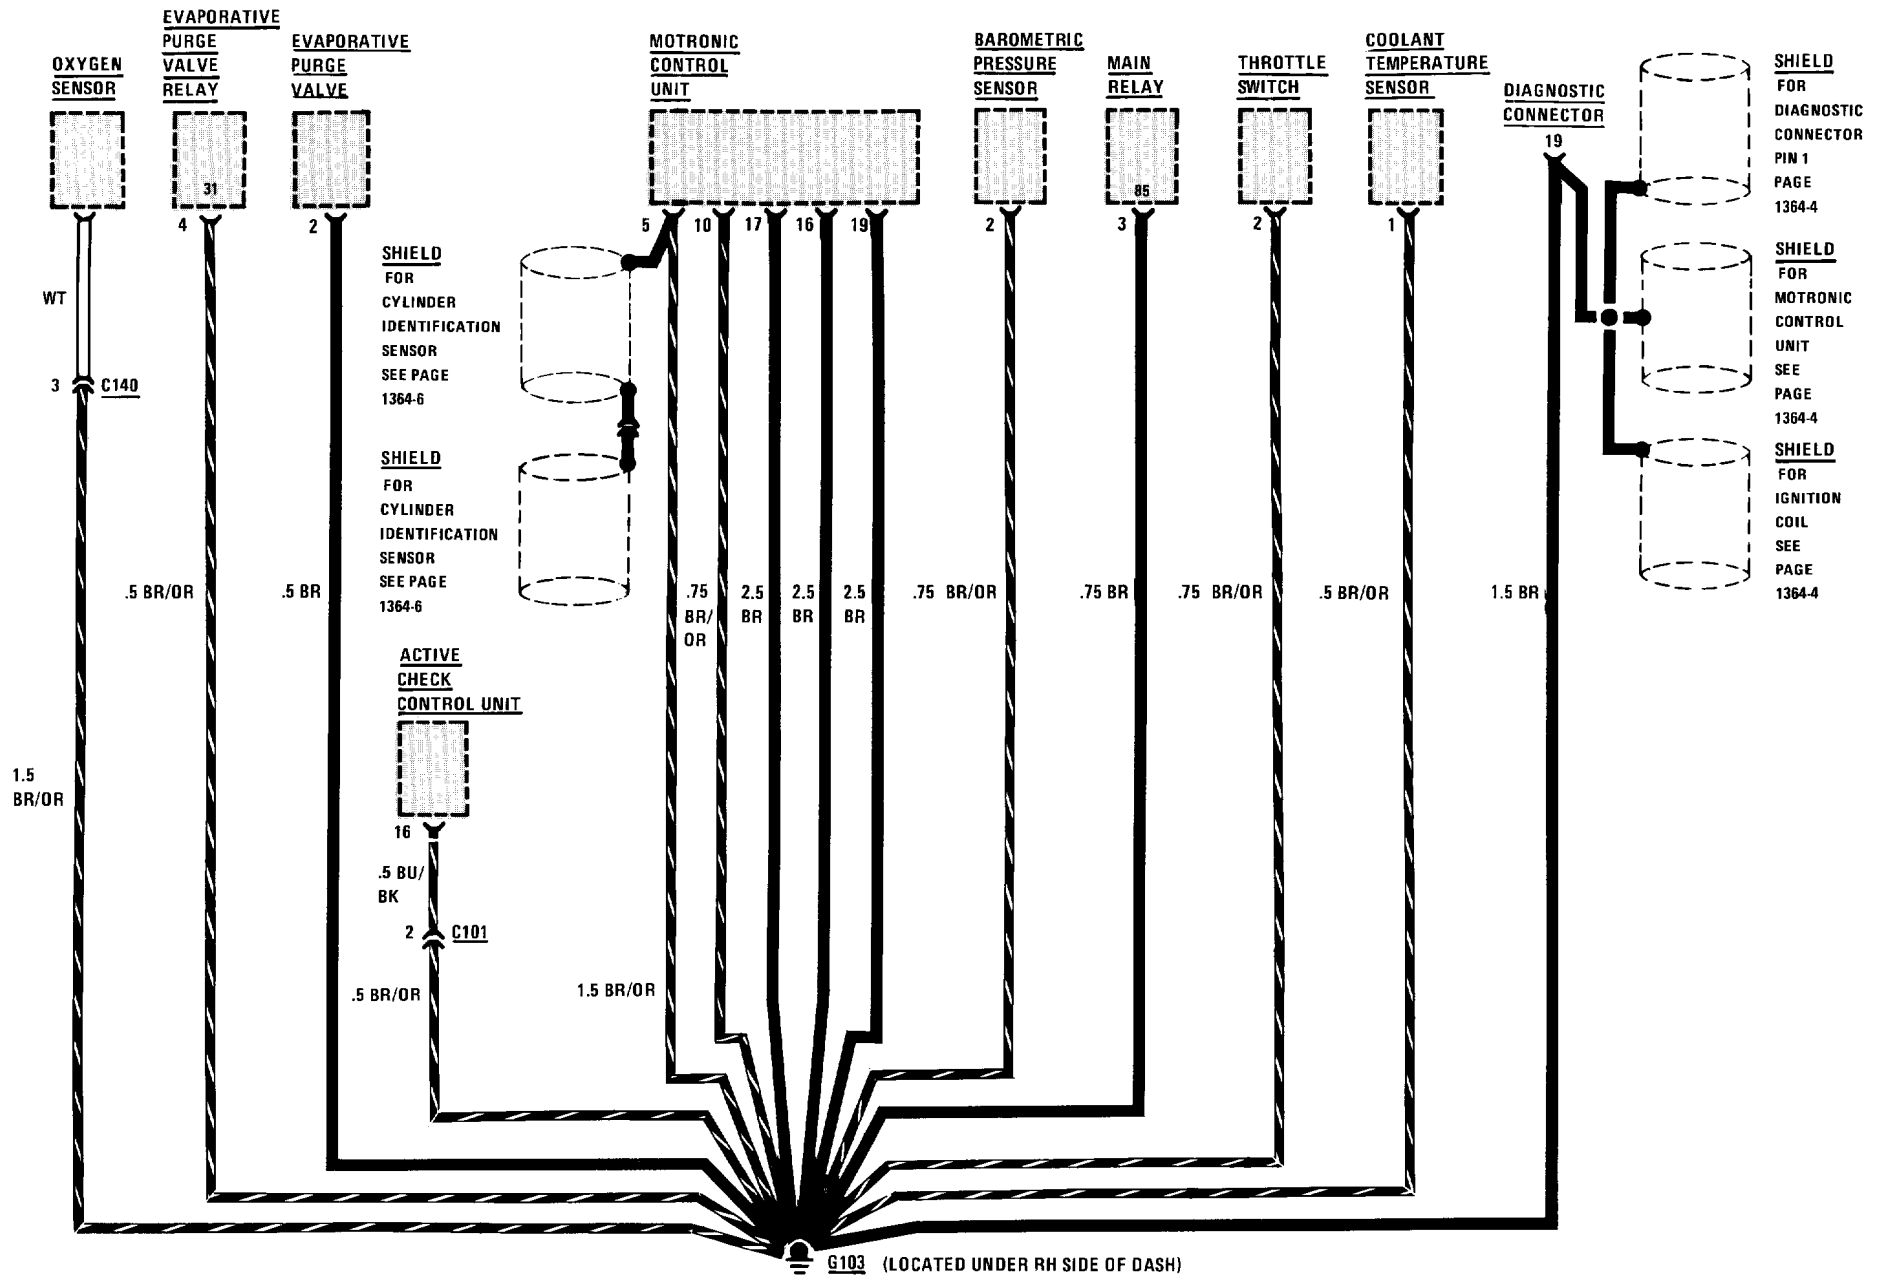 OXYGEN
SENSOR
EVAPORATIVE
PURGE
VALVE
RELAY
EVAPORATIVE
PURGE
VALVE
MOTRONIC
CONTROL
UNIT
BAROMETRIC
PRESSURE
SENSOR
MAIN
RELAY
THROTTLE
SWITCH
COOLANT
TEMPERATURE
SENSOR
DIAGNOSTIC
CONNECTOR
19
SHIELD
FOR
DIAGNOSTIC
CONNECTOR
PIN 1
PAGE
1364-4
31
85
4
2
5
10
17
16
19
2
3
2
1
SHIELD
FOR
CYLINDER
IDENTIFICATION
SENSOR
SEE PAGE
1364-6
SHIELD
FOR
MOTRONIC
CONTROL
UNIT
SEE
PAGE
1364-4
WT
3
C140
SHIELD
FOR
CYLINDER
IDENTIFICATION
SENSOR
SEE PAGE
1364-6
SHIELD
FOR
IGNITION
COIL
SEE
PAGE
1364-4
.5 BR/OR
.5 BR
.75
BR/
OR
2.5
BR
2.5
BR
2.5
BR
.75 BR/OR
.75 BR
.75 BR/OR
.5 BR/OR
1.5 BR
ACTIVE
CHECK
CONTROL UNIT
1.5
BR/OR
16
.5 BU/
BK
2
C101
.5 BR/OR
1.5 BR/OR
G103 (LOCATED UNDER RH SIDE OF DASH)